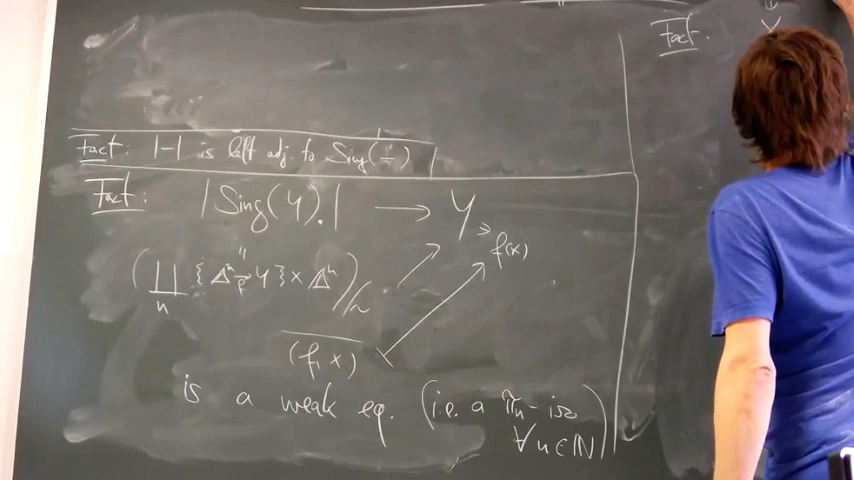 Fact: |-| is left adj. to Sing(-)
Fact: |Sing(Y).| → Y ∋ f(x)
(∐ₙ { Δⁿ →f Y } × Δⁿ)/~
(f, x)
is a weak eq. (i.e. a πₙ-iso
∀n∈ℕ)
Fact.
Y